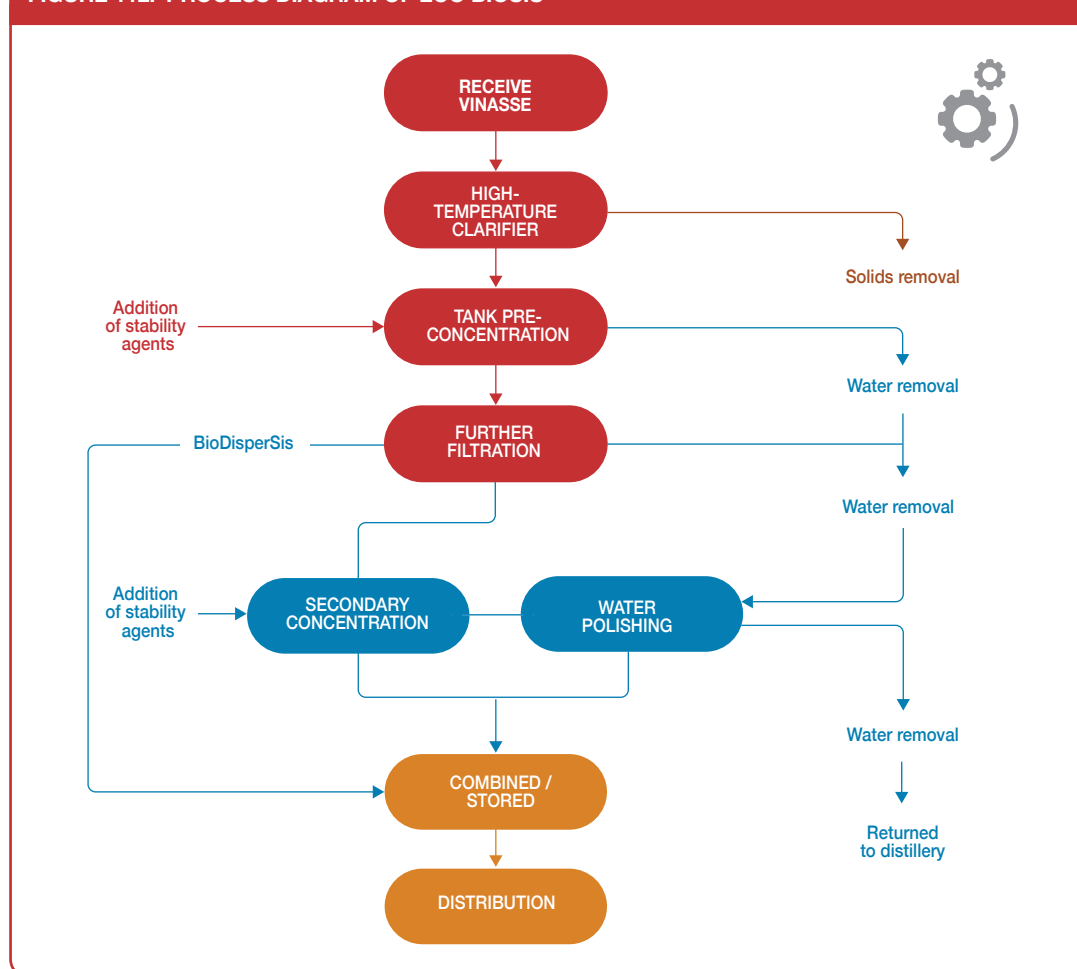 RECEIVE
VINASSE
HIGH-
TEMPERATURE
CLARIFIER
Solids removal
Addition
of stability
agents
TANK PRE-
CONCENTRATION
Water removal
BioDisperSis
FURTHER
FILTRATION
Water removal
Addition
of stability
agents
SECONDARY
CONCENTRATION
WATER
POLISHING
Water removal
COMBINED /
STORED
Returned
to distillery
DISTRIBUTION